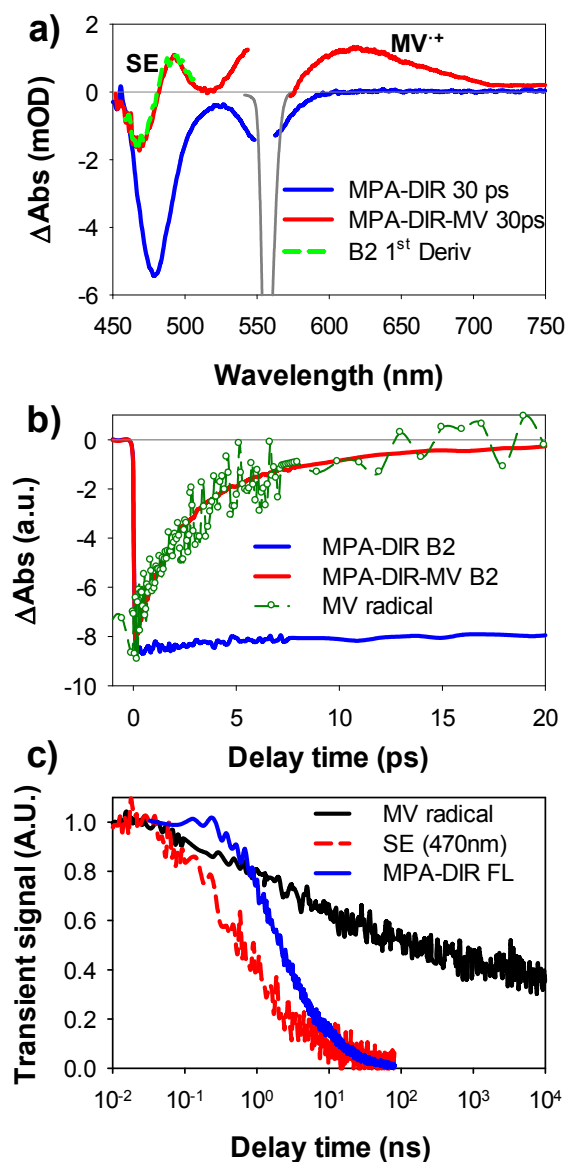 a)
SE
MV·+
2
0
-2
-4
-6
ΔAbs (mOD)
MPA-DIR 30 ps
MPA-DIR-MV 30ps
B2 1st Deriv
450 500 550 600 650 700 750
Wavelength (nm)
b)
0
-2
-4
-6
-8
-10
ΔAbs (a.u.)
MPA-DIR B2
MPA-DIR-MV B2
MV radical
0 5 10 15 20
Delay time (ps)
c)
1.0
0.8
0.6
0.4
0.2
0.0
Transient signal (A.U.)
MV radical
SE (470nm)
MPA-DIR FL
10-2 10-1 100 101 102 103 104
Delay time (ns)